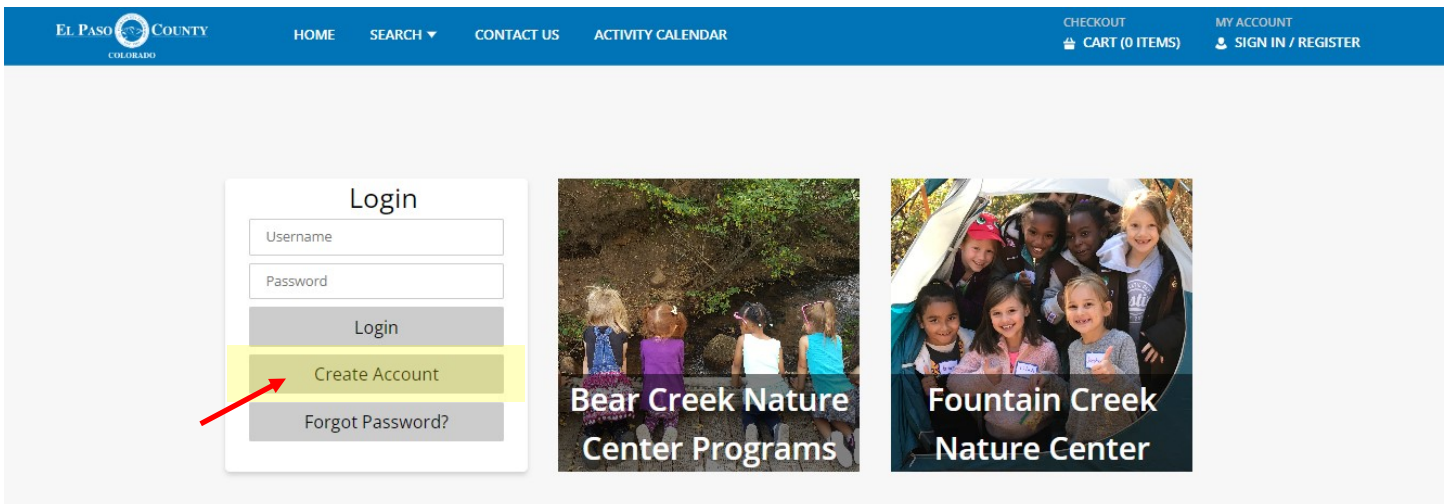 EL PASO COUNTY
COLORADO
HOME SEARCH ▼ CONTACT US ACTIVITY CALENDAR
CHECKOUT
CART (0 ITEMS)
MY ACCOUNT
SIGN IN / REGISTER
Login
Username
Password
Login
Create Account
Forgot Password?
Bear Creek Nature
Center Programs
Fountain Creek
Nature Center